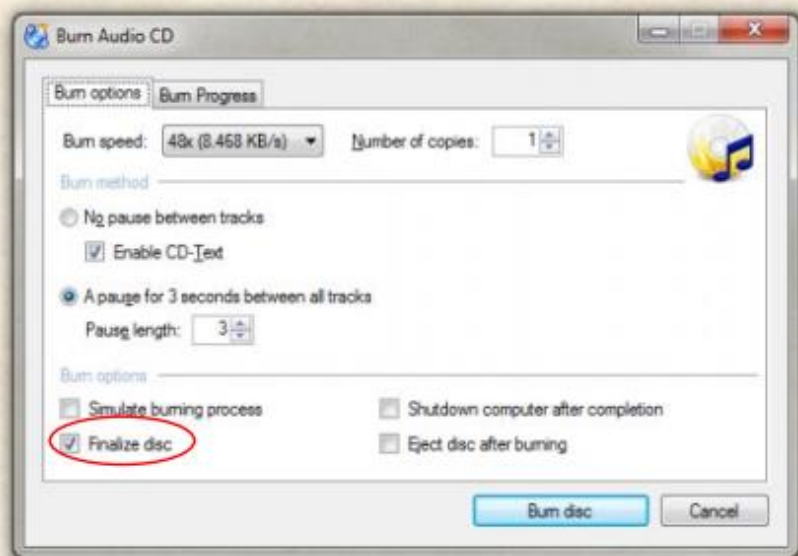 Burn Audio CD
Burn options Burn Progress
Burn speed: 48x (8.468 KB/s) Number of copies: 1
Burn method
No pause between tracks
Enable CD-Text
A pause for 3 seconds between all tracks
Pause length: 3
Burn options
Simulate burning process Shutdown computer after completion
Finalize disc Eject disc after burning
Burn disc Cancel